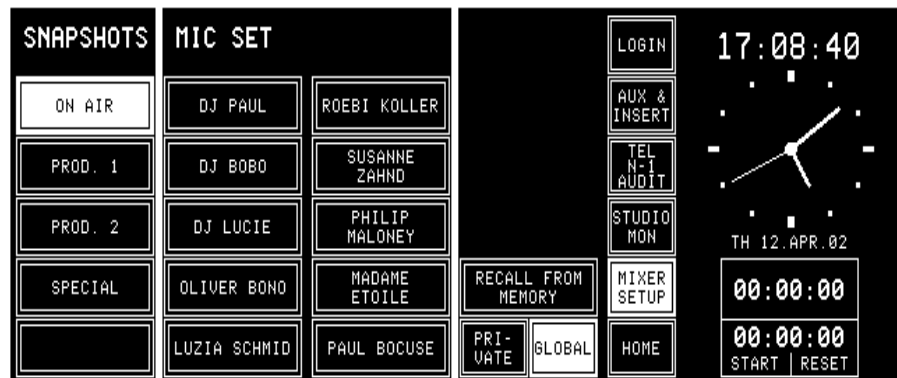 SNAPSHOTS
ON AIR
PROD. 1
PROD. 2
SPECIAL
MIC SET
DJ PAUL
DJ BOBO
DJ LUCIE
OLIVER BONO
LUZIA SCHMID
ROEBI KOLLER
SUSANNE
ZAHND
PHILIP
MALONEY
MADAME
ETOILE
PAUL BOCUSE
RECALL FROM
MEMORY
PRI-
VATE
GLOBAL
LOGIN
AUX &
INSERT
TEL
N-1
AUDIT
STUDIO
MON
MIXER
SETUP
HOME
17:08:40
TH 12.APR.02
00:00:00
00:00:00
START RESET